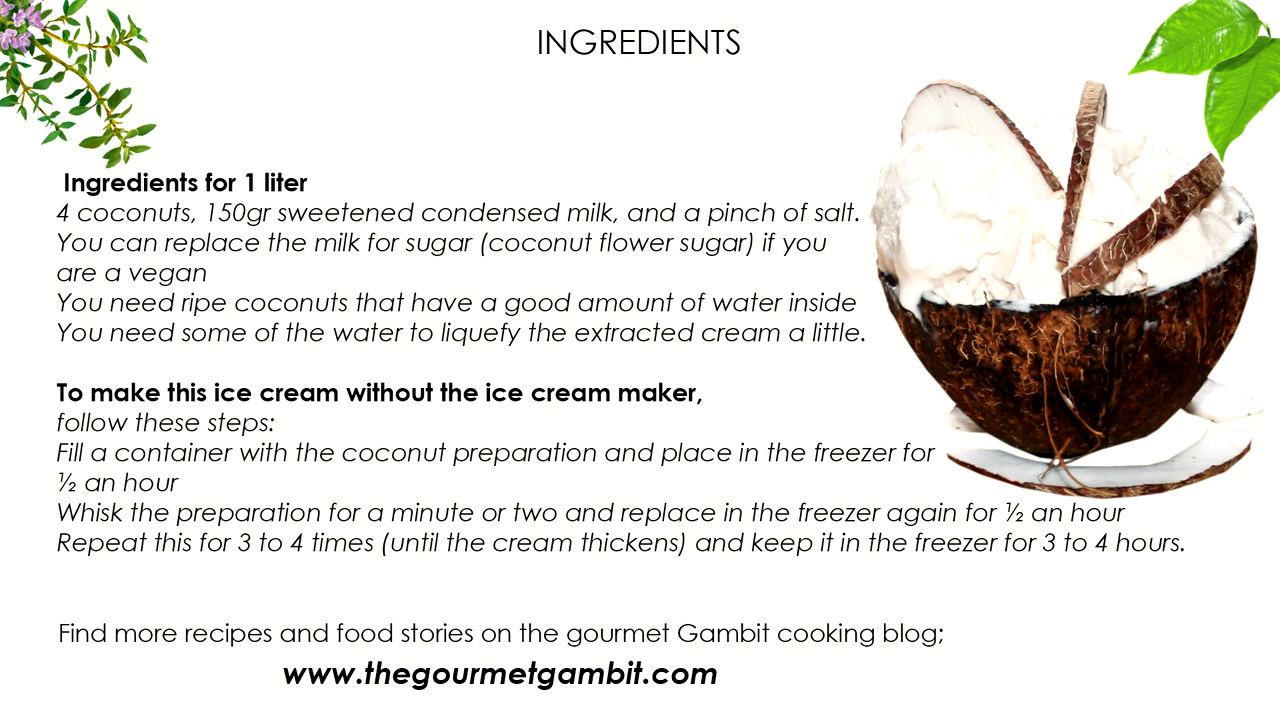 INGREDIENTS
Ingredients for 1 liter
4 coconuts, 150gr sweetened condensed milk, and a pinch of salt.
You can replace the milk for sugar (coconut flower sugar) if you
are a vegan
You need ripe coconuts that have a good amount of water inside
You need some of the water to liquefy the extracted cream a little.
To make this ice cream without the ice cream maker,
follow these steps:
Fill a container with the coconut preparation and place in the freezer for
½ an hour
Whisk the preparation for a minute or two and replace in the freezer again for ½ an hour
Repeat this for 3 to 4 times (until the cream thickens) and keep it in the freezer for 3 to 4 hours.
Find more recipes and food stories on the gourmet Gambit cooking blog;
www.thegourmetgambit.com